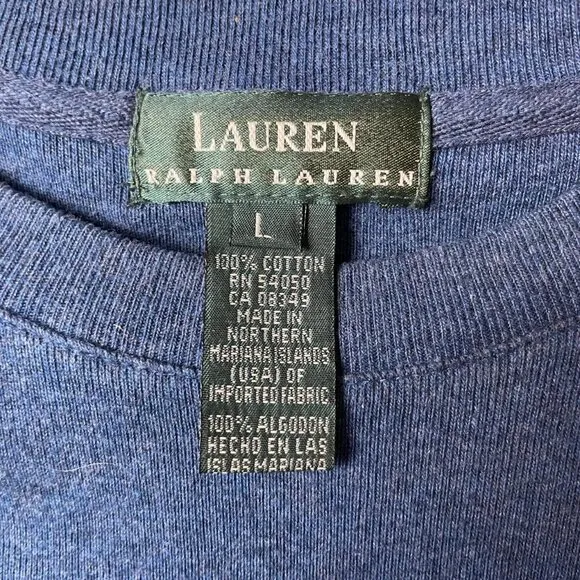 LAUREN
RALPH LAUREN
L
100% COTTON
RN 54050
CA 08349
MADE IN
NORTHERN
MARIANA ISLANDS
(USA) OF
IMPORTED FABRIC
100% ALGODON
HECHO EN LAS
ISLAS MARIANA